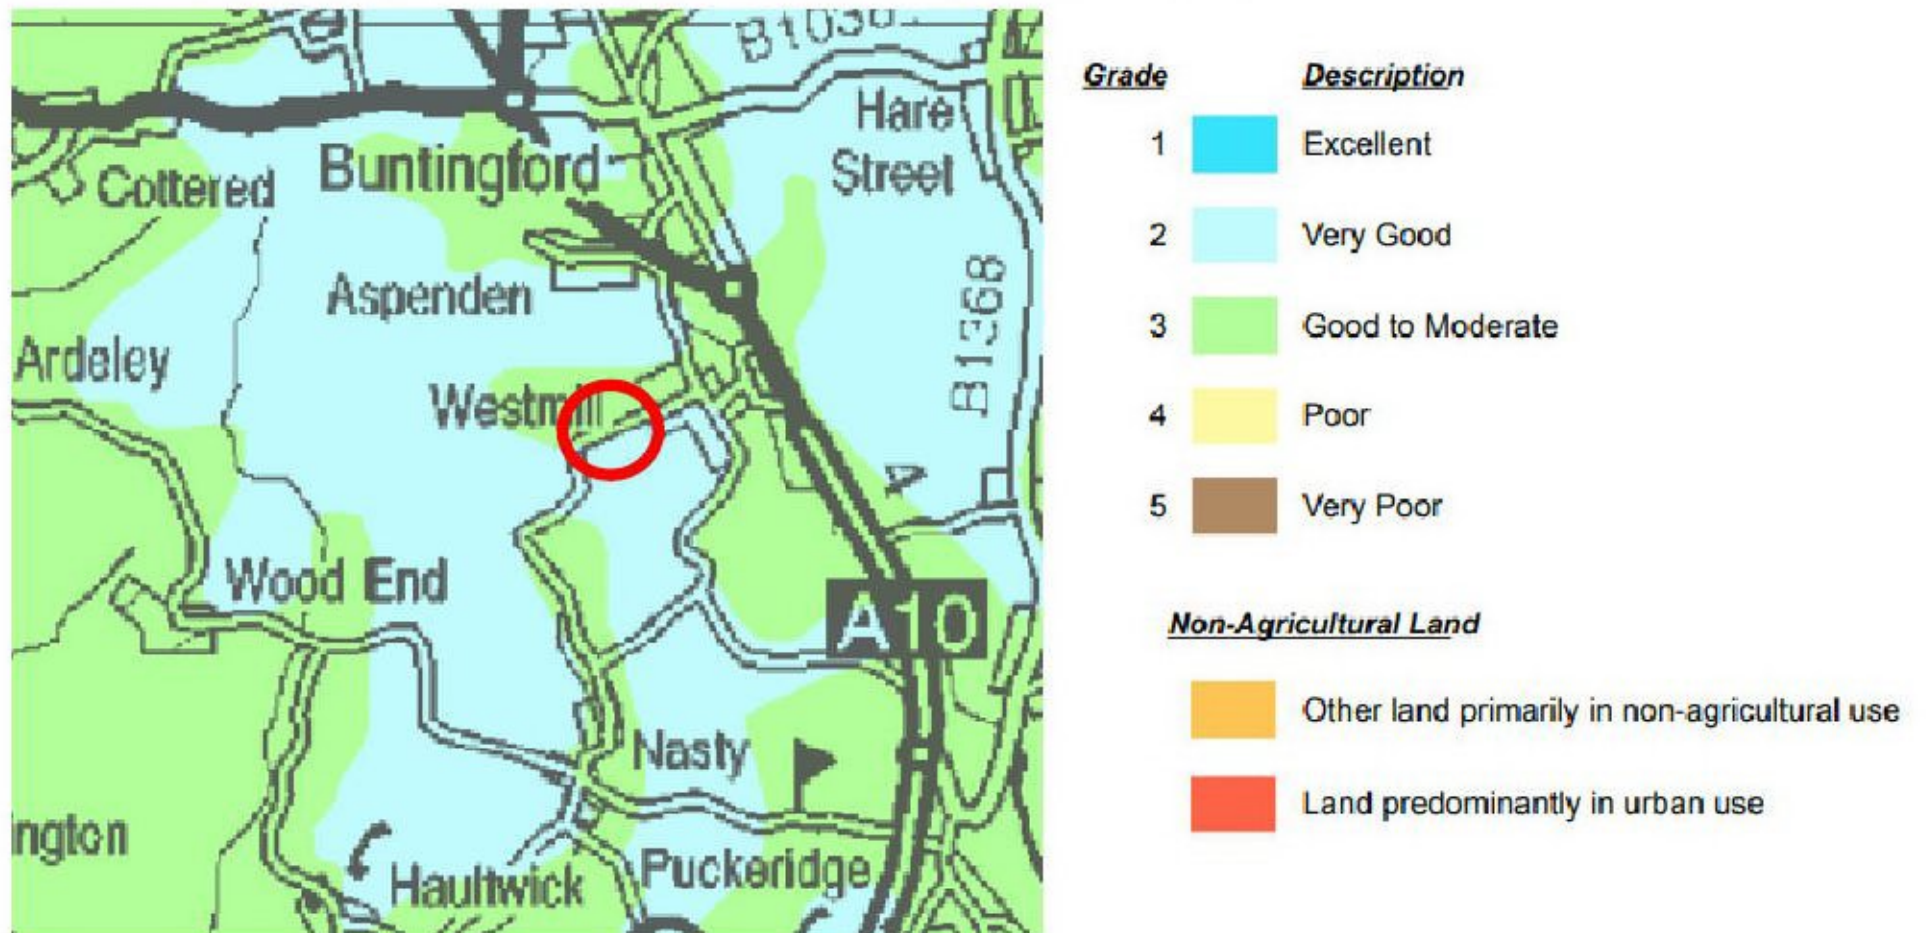 B1038
Hare
Street
Buntingford
Cottered
Aspenden
B1368
Ardeley
Westmill
Wood End
A10
Nasty
ington
Haultwick
Puckeridge
Grade Description
1 Excellent
2 Very Good
3 Good to Moderate
4 Poor
5 Very Poor
Non-Agricultural Land
Other land primarily in non-agricultural use
Land predominantly in urban use